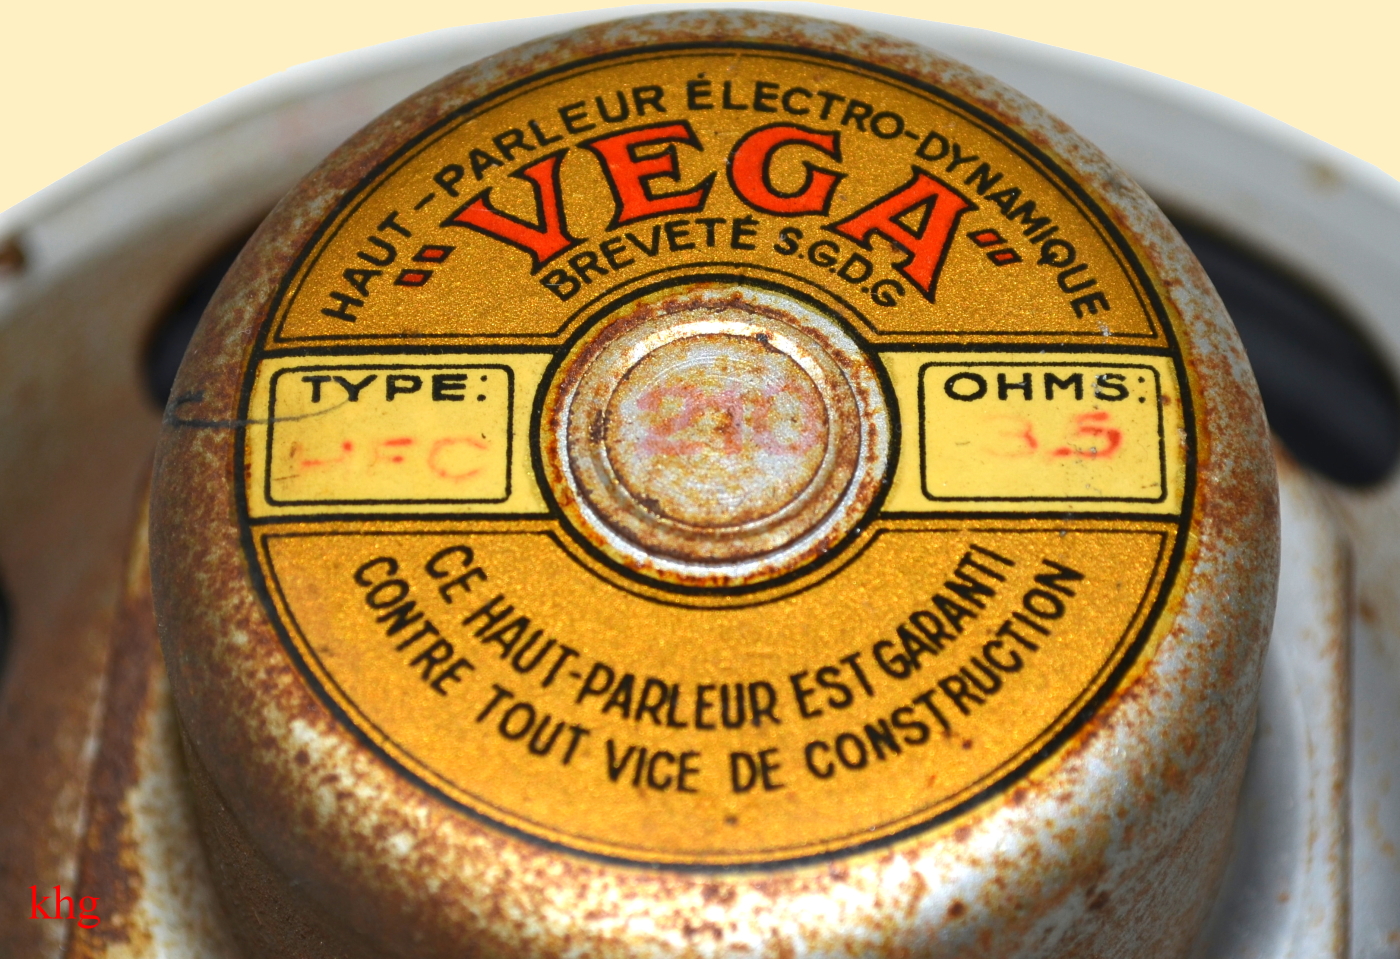 HAUT-PARLEUR ÉLECTRO-DYNAMIQUE
"VEGA"
BREVETÉ S.G.D.G
TYPE:
OHMS:
3.5
CE HAUT-PARLEUR EST GARANTI
CONTRE TOUT VICE DE CONSTRUCTION
khg